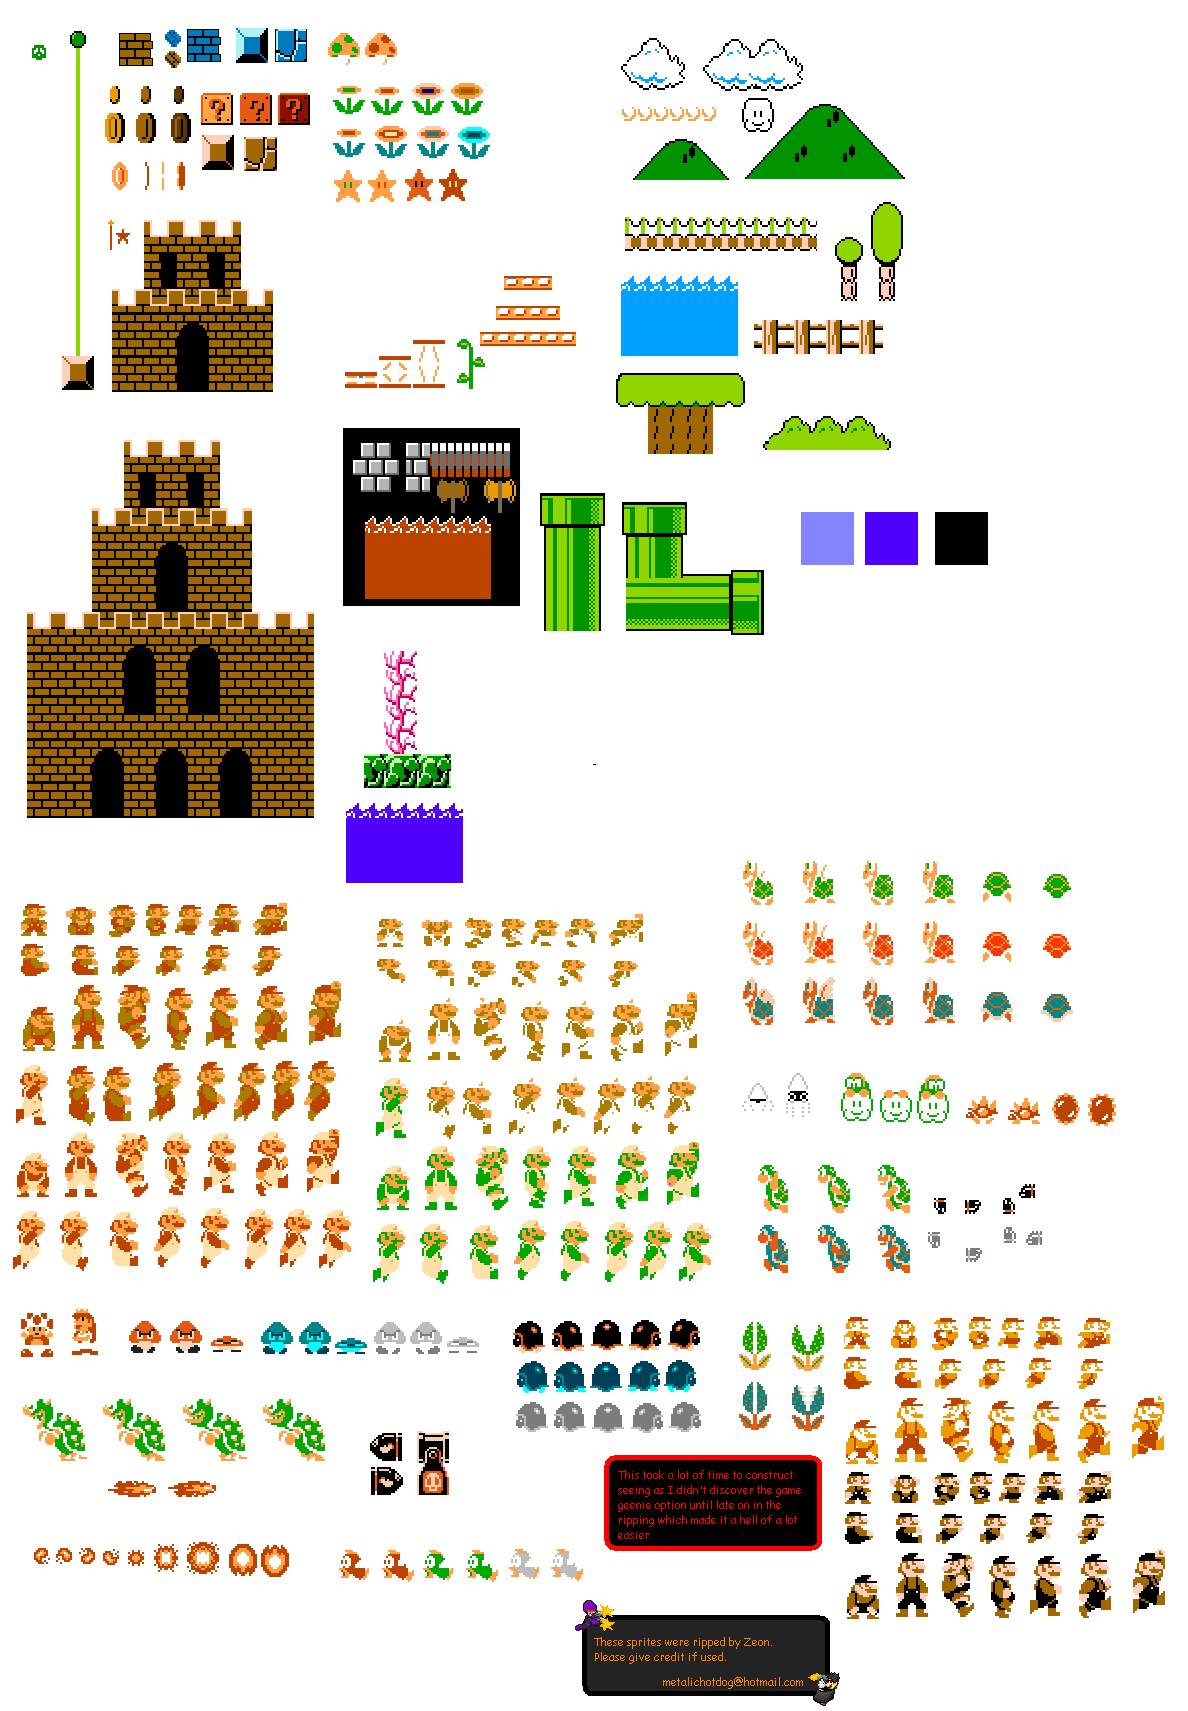 ? ? ?
This took a lot of time to construct
seeing as I didn't discover the game
geenie option until late on in the
ripping which made it a hell of a lot
easier.
These sprites were ripped by Zeon.
Please give credit if used.
metalichotdog@hotmail.com